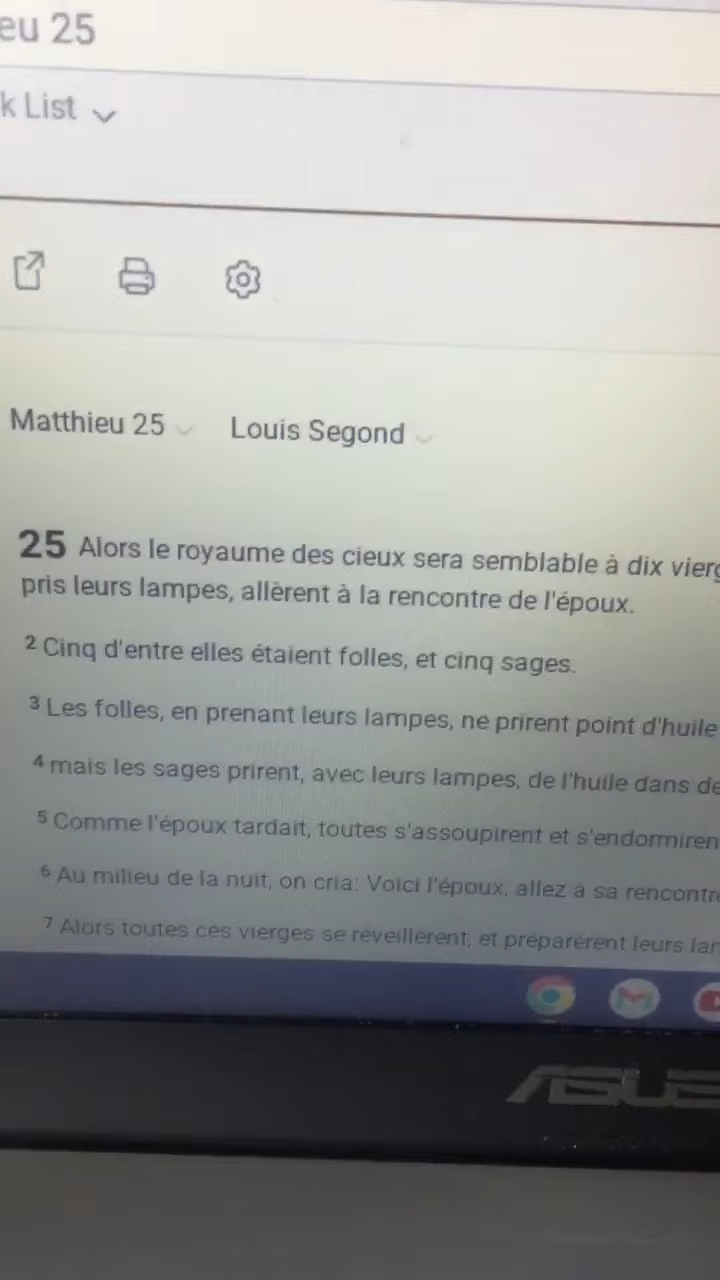 eu 25
k List
Matthieu 25 Louis Segond
25 Alors le royaume des cieux sera semblable à dix vierg
pris leurs lampes, allèrent à la rencontre de l'époux.
2 Cinq d'entre elles étaient folles, et cinq sages.
3 Les folles, en prenant leurs lampes, ne prirent point d'huile
4 mais les sages prirent, avec leurs lampes, de l'huile dans de
5 Comme l'époux tardait, toutes s'assoupirent et s'endormiren
6 Au milieu de la nuit, on cria: Voici l'époux, allez à sa rencontre
7 Alors toutes ces vierges se réveillèrent, et préparèrent leurs lam
ASUS